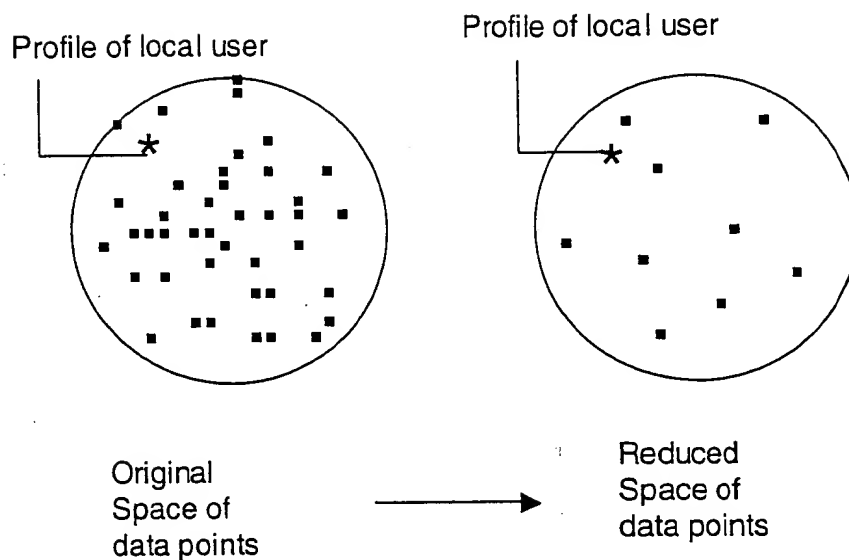 Profile of local user
Profile of local user
Original
Space of
data points
Reduced
Space of
data points